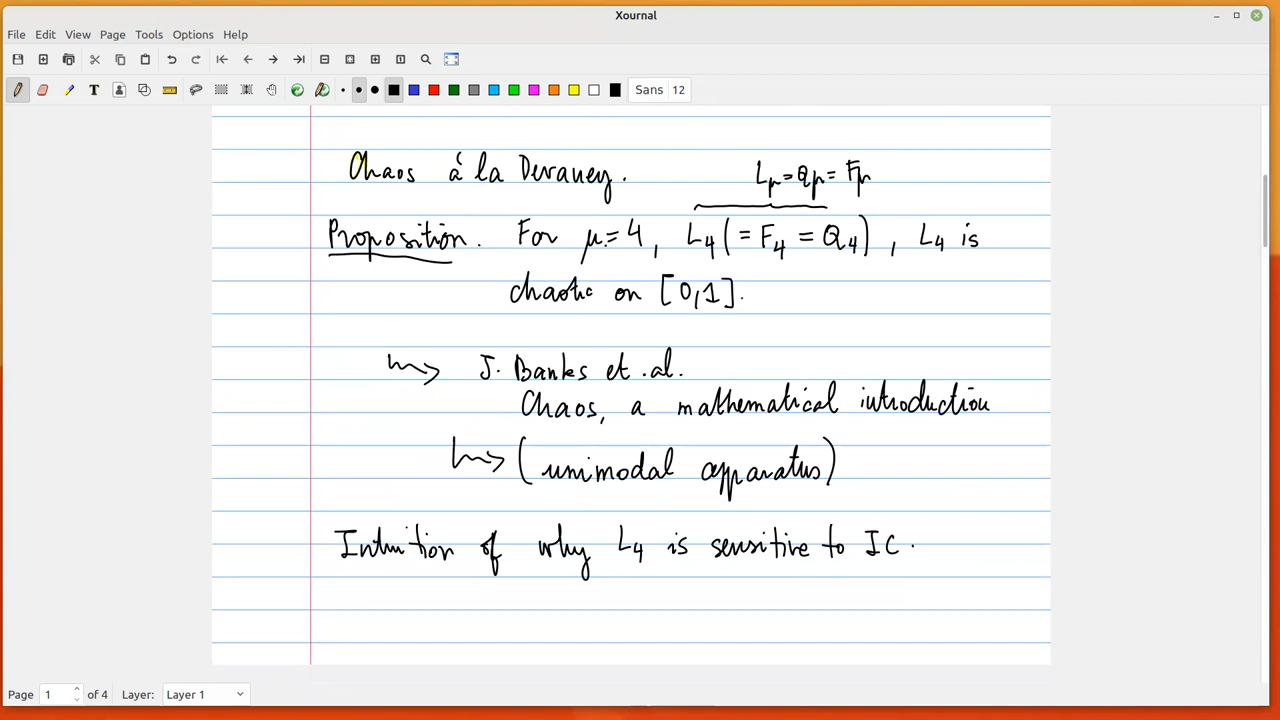 Xournal
File Edit View Page Tools Options Help
Sans 12
Chaos á la Devaney.
Lμ = Qμ = Fμ
Proposition. For μ = 4, L4 (= F4 = Q4), L4 is
chaotic on [0,1].
J. Banks et .al.
Chaos, a mathematical introduction
(unimodal apparatus)
Intuition of why L4 is sensitive to IC.
Page 1 of 4 Layer: Layer 1